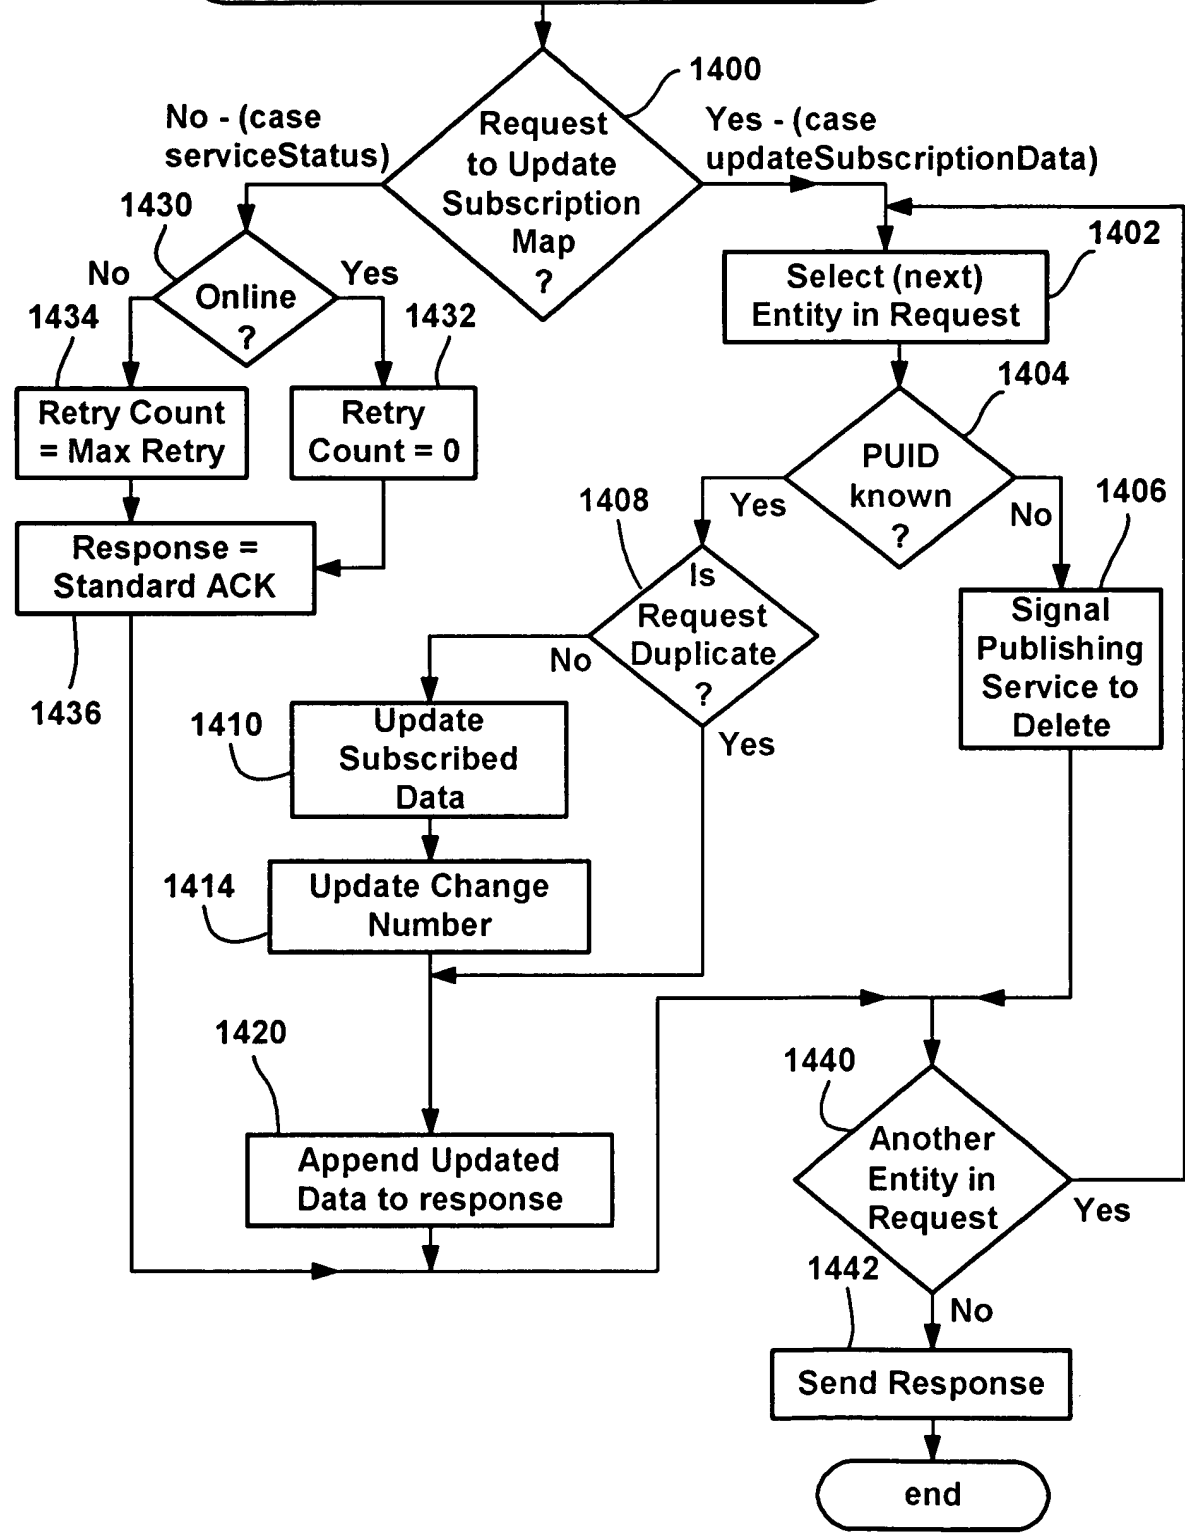 1400
Request
to Update
Subscription
Map
?
No - (case
serviceStatus)
Yes - (case
updateSubscriptionData)
1430
Online
?
No
Yes
1434
Retry Count
= Max Retry
1432
Retry
Count = 0
Response =
Standard ACK
1436
1402
Select (next)
Entity in Request
1404
PUID
known
?
Yes
No
1406
Signal
Publishing
Service to
Delete
1408
Is
Request
Duplicate
?
No
Yes
1410
Update
Subscribed
Data
1414
Update Change
Number
1420
Append Updated
Data to response
1440
Another
Entity in
Request
Yes
No
1442
Send Response
end